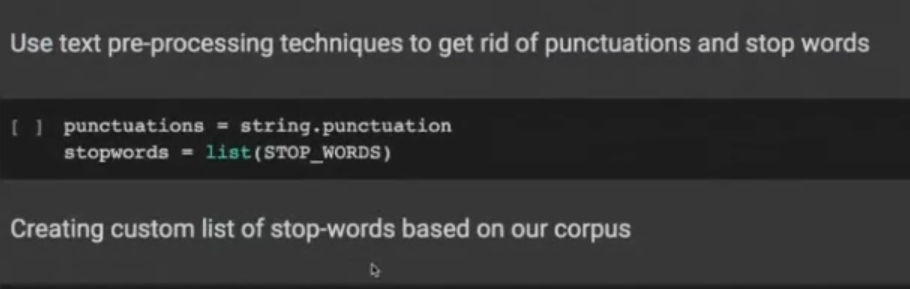 Use text pre-processing techniques to get rid of punctuations and stop words
[ ] punctuations = string.punctuation
stopwords = list(STOP_WORDS)
Creating custom list of stop-words based on our corpus